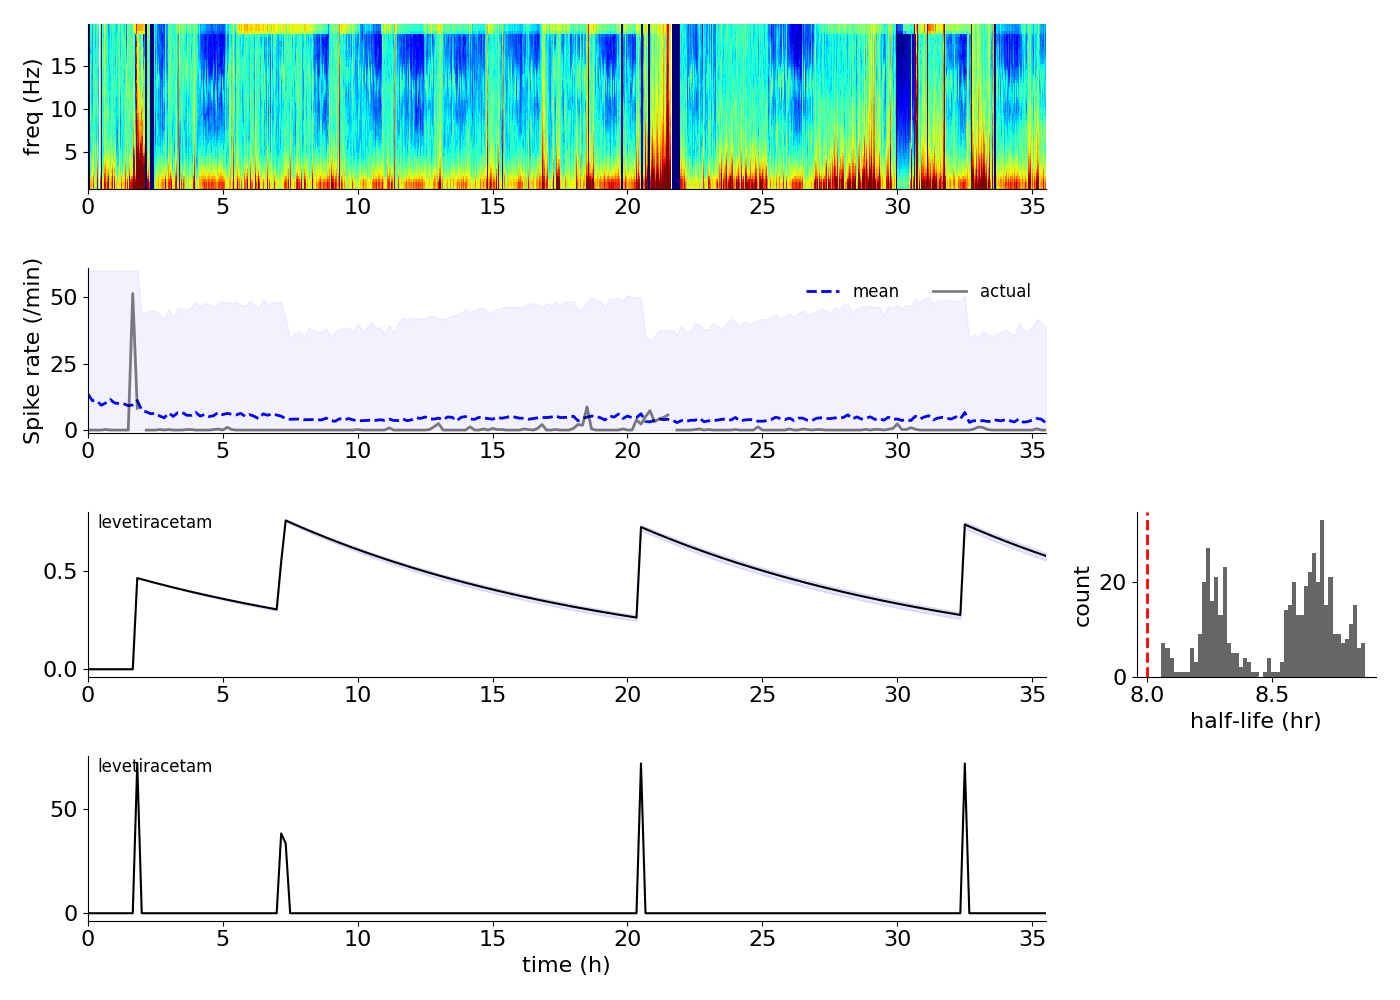 freq (Hz)
15
10
5
0 5 10 15 20 25 30 35
Spike rate (/min)
50
25
0
mean actual
0 5 10 15 20 25 30 35
levetiracetam
0.5
0.0
0 5 10 15 20 25 30 35
count
20
0
8.0 8.5
half-life (hr)
levetiracetam
50
0
0 5 10 15 20 25 30 35
time (h)